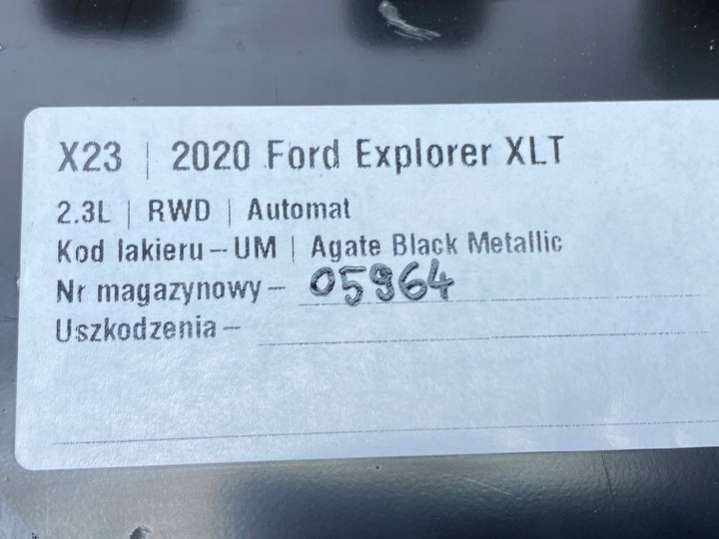 X23 | 2020 Ford Explorer XLT
2.3L | RWD | Automat
Kod lakieru – UM | Agate Black Metallic
Nr magazynowy – 05964
Uszkodzenia –